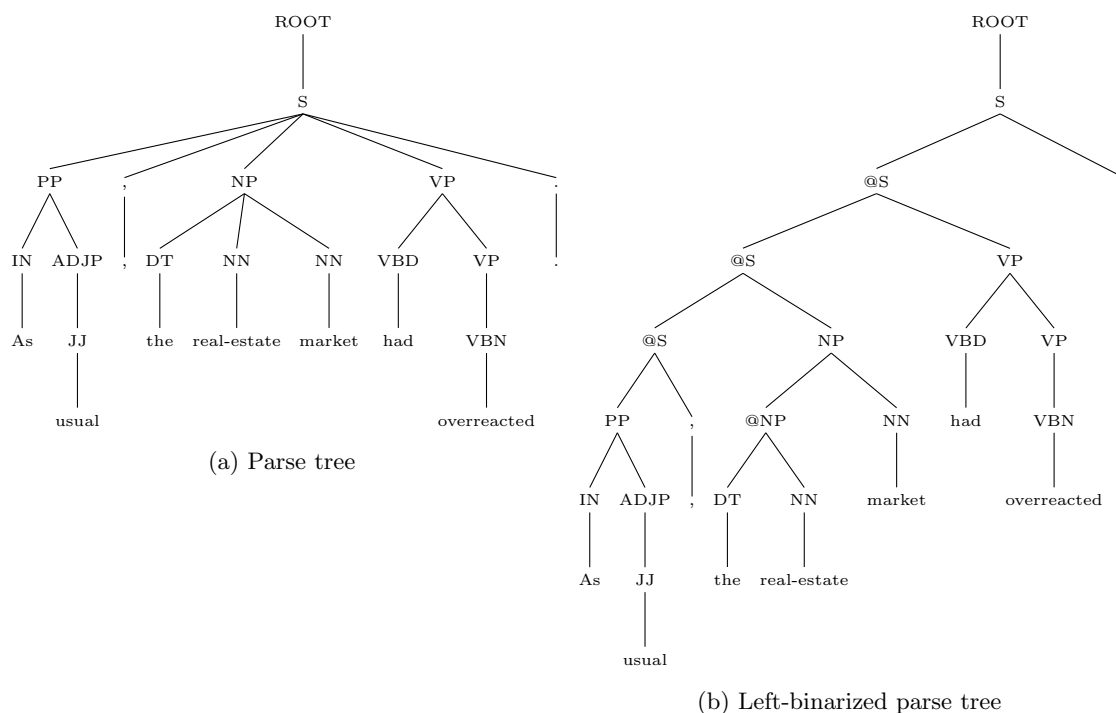 ROOT
S
PP , NP VP .
IN ADJP , DT NN NN VBD VP .
As JJ the real-estate market had VBN
usual overreacted
(a) Parse tree
ROOT
S
@S
@S VP
@S NP VBD VP
PP , @NP NN had VBN
IN ADJP , DT NN market overreacted
As JJ the real-estate
usual
(b) Left-binarized parse tree